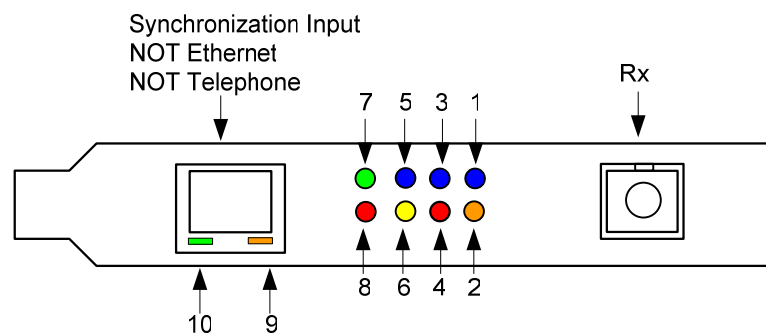 Synchronization Input
NOT Ethernet
NOT Telephone
Rx
7 5 3 1
8 6 4 2
10 9